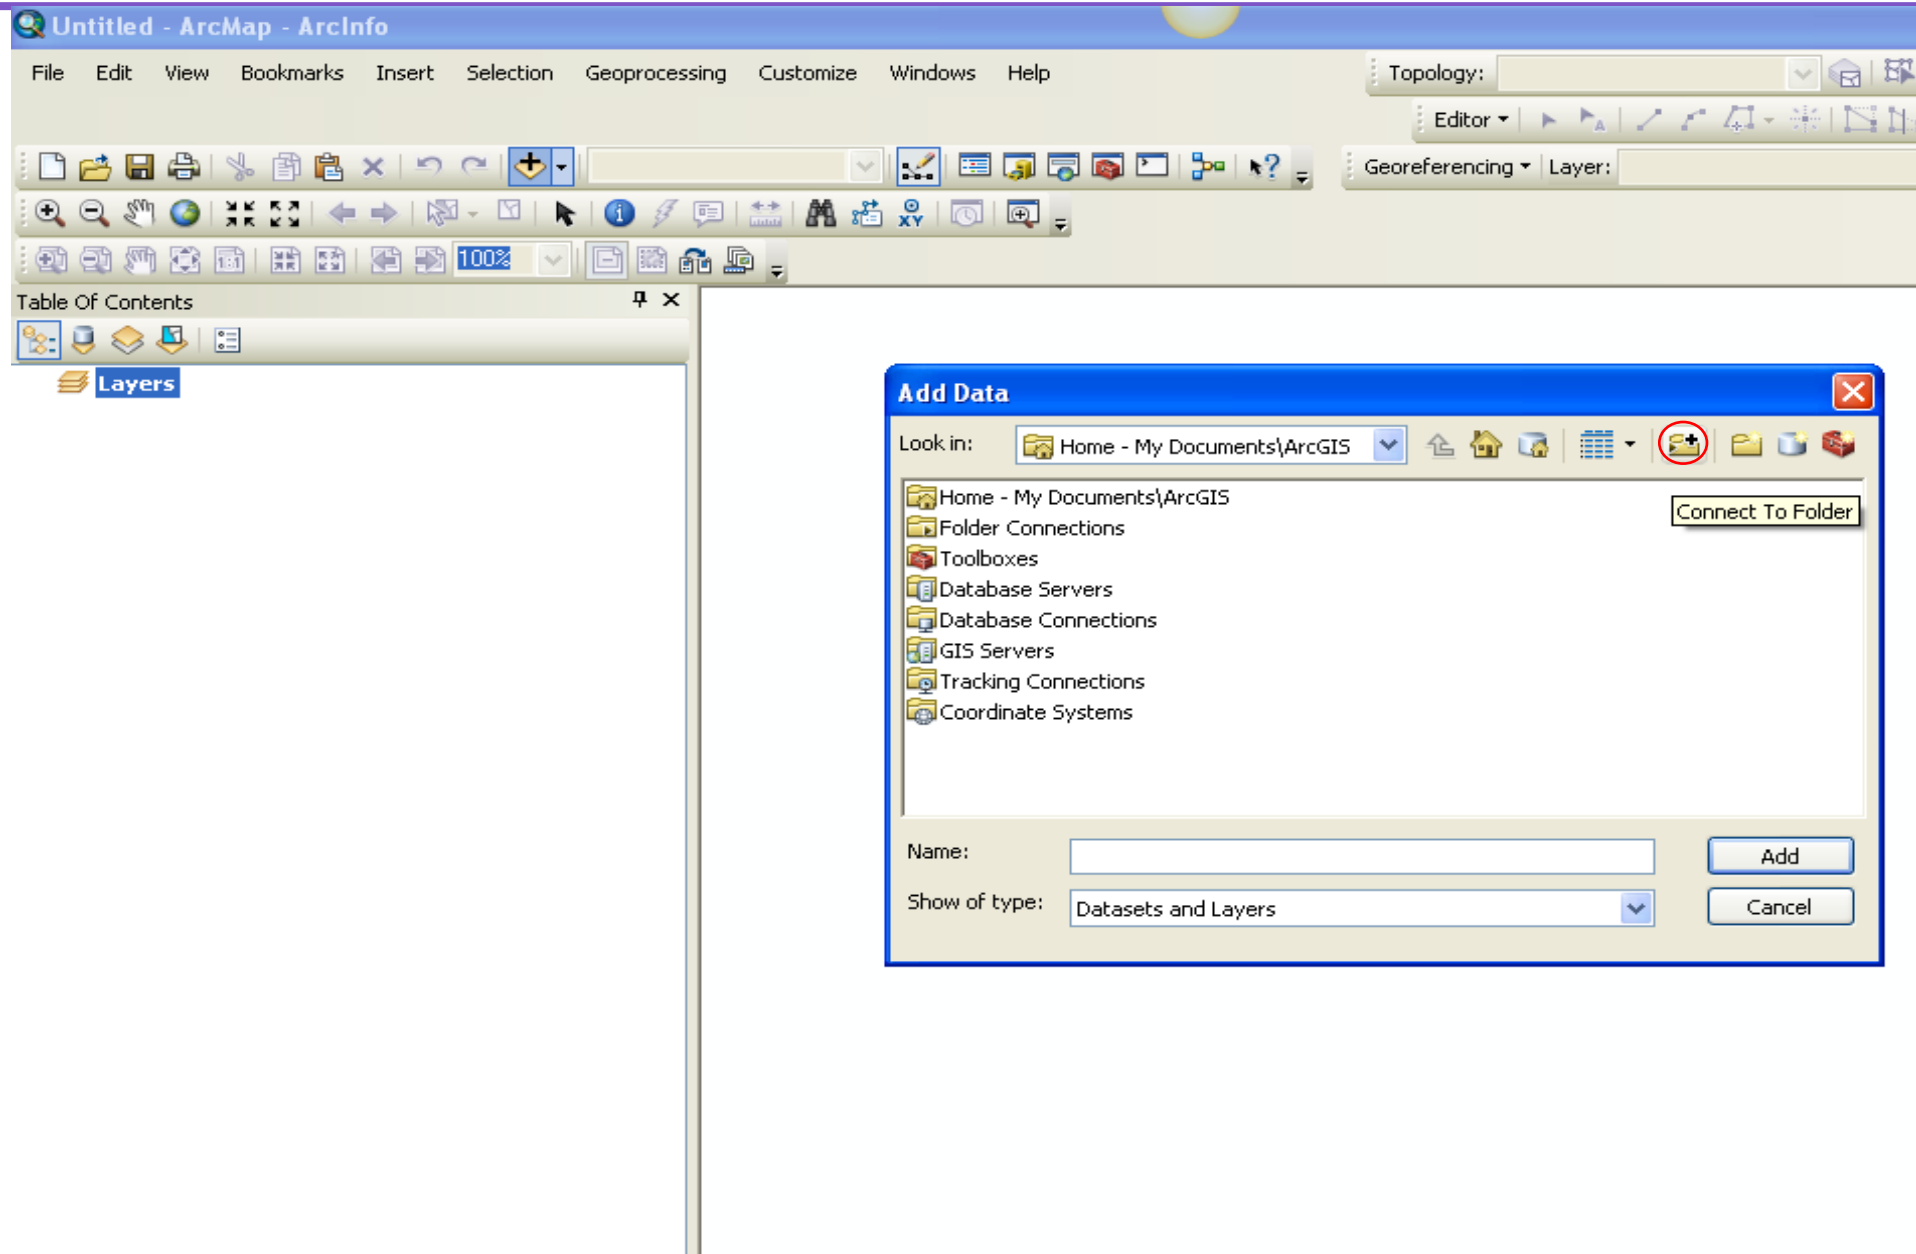 Untitled - ArcMap - ArcInfo
File Edit View Bookmarks Insert Selection Geoprocessing Customize Windows Help
Topology:
Editor
Georeferencing Layer:
100%
Table Of Contents
Layers
Add Data
Look in: Home - My Documents\ArcGIS
Home - My Documents\ArcGIS
Connect To Folder
Folder Connections
Toolboxes
Database Servers
Database Connections
GIS Servers
Tracking Connections
Coordinate Systems
Name:
Add
Show of type: Datasets and Layers
Cancel